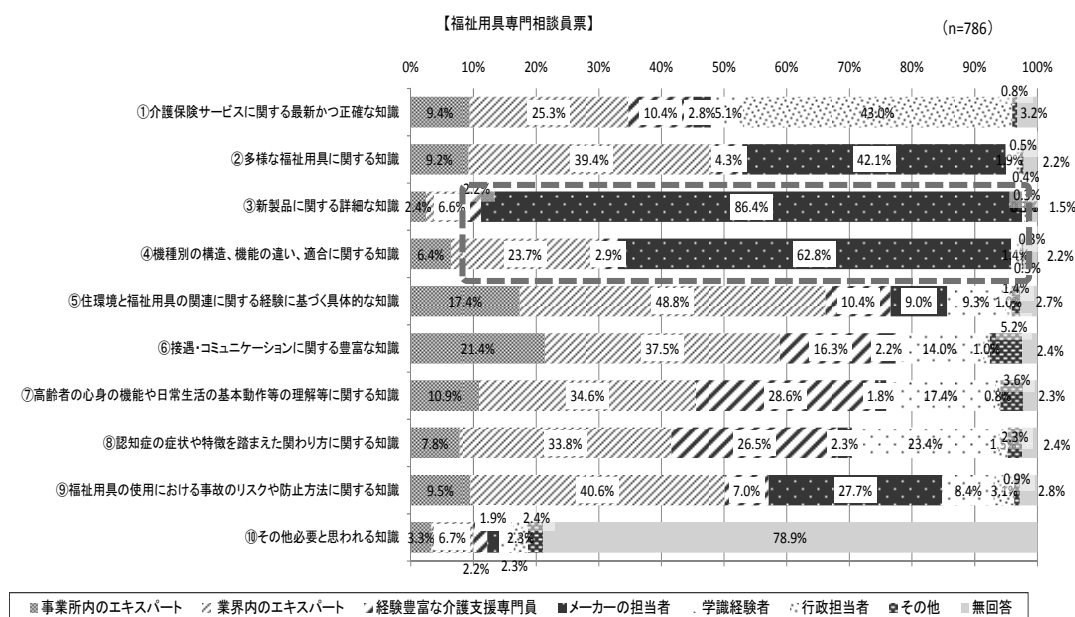 【福祉用具専門相談員票】 (n=786)
0% 10% 20% 30% 40% 50% 60% 70% 80% 90% 100%
①介護保険サービスに関する最新かつ正確な知識 9.4% 25.3% 10.4% 2.8% 5.1% 43.0% 0.8% 3.2%
②多様な福祉用具に関する知識 9.2% 39.4% 4.3% 42.1% 0.5% 1.9% 0.4% 2.2%
③新製品に関する詳細な知識 2.4% 6.6% 2.2% 86.4% 0.3% 1.5%
④機種別の構造、機能の違い、適合に関する知識 6.4% 23.7% 2.9% 62.8% 0.3% 1.4% 2.2%
⑤住環境と福祉用具の関連に関する経験に基づく具体的な知識 17.4% 48.8% 10.4% 9.0% 9.3% 1.0% 1.4% 2.7%
⑥接遇・コミュニケーションに関する豊富な知識 21.4% 37.5% 16.3% 2.2% 14.0% 1.0% 5.2% 2.4%
⑦高齢者の心身の機能や日常生活の基本動作等の理解等に関する知識 10.9% 34.6% 28.6% 1.8% 17.4% 0.8% 3.6% 2.3%
⑧認知症の症状や特徴を踏まえた関わり方に関する知識 7.8% 33.8% 26.5% 2.3% 23.4% 2.3% 2.4%
⑨福祉用具の使用における事故のリスクや防止方法に関する知識 9.5% 40.6% 7.0% 27.7% 8.4% 3.1% 0.9% 2.8%
⑩その他必要と思われる知識 3.3% 6.7% 2.2% 1.9% 2.3% 2.3% 2.4% 78.9%
事業所内のエキスパート 業界内のエキスパート 経験豊富な介護支援専門員 メーカーの担当者 学識経験者 行政担当者 その他 無回答